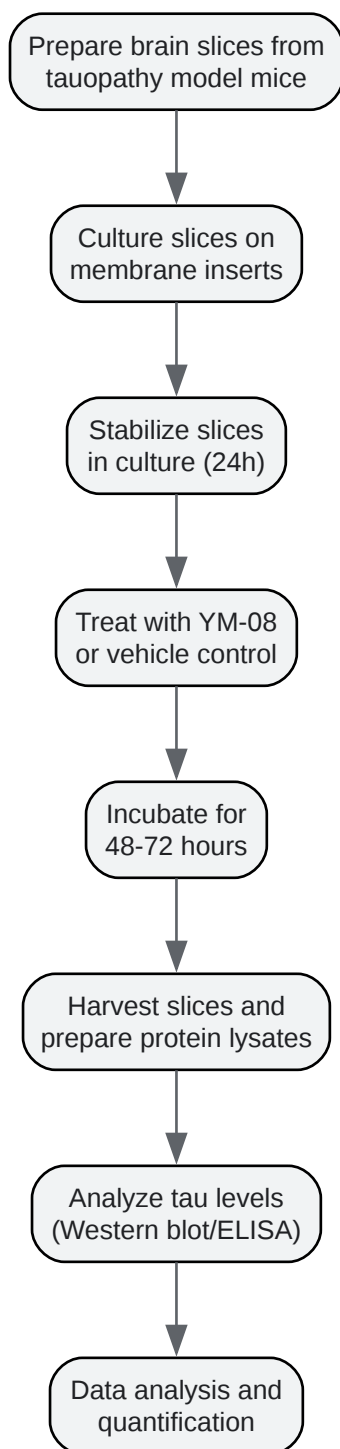 Prepare brain slices from
tauopathy model mice
Culture slices on
membrane inserts
Stabilize slices
in culture (24h)
Treat with YM-08
or vehicle control
Incubate for
48-72 hours
Harvest slices and
prepare protein lysates
Analyze tau levels
(Western blot/ELISA)
Data analysis and
quantification